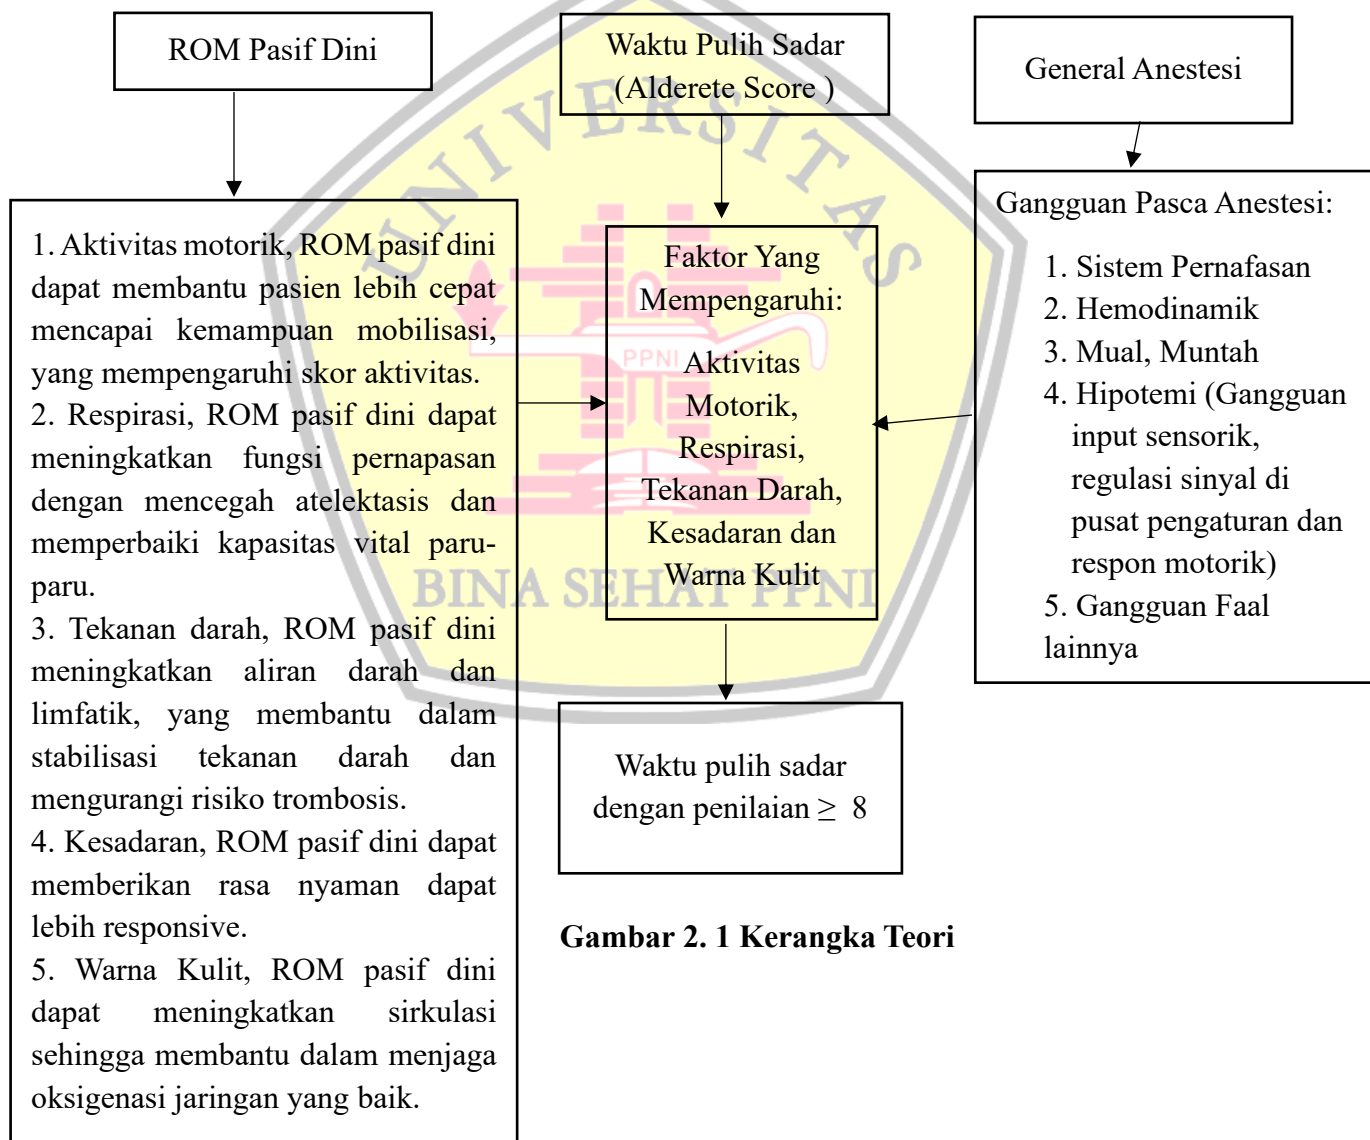 ROM Pasif Dini
Waktu Pulih Sadar
(Alderete Score )
General Anestesi
1. Aktivitas motorik, ROM pasif dini
dapat membantu pasien lebih cepat
mencapai kemampuan mobilisasi,
yang mempengaruhi skor aktivitas.
2. Respirasi, ROM pasif dini dapat
meningkatkan fungsi pernapasan
dengan mencegah atelektasis dan
memperbaiki kapasitas vital paru-
paru.
3. Tekanan darah, ROM pasif dini
meningkatkan aliran darah dan
limfatik, yang membantu dalam
stabilisasi tekanan darah dan
mengurangi risiko trombosis.
4. Kesadaran, ROM pasif dini dapat
memberikan rasa nyaman dapat
lebih responsive.
5. Warna Kulit, ROM pasif dini
dapat meningkatkan sirkulasi
sehingga membantu dalam menjaga
oksigenasi jaringan yang baik.
Faktor Yang
Mempengaruhi:
Aktivitas
Motorik,
Respirasi,
Tekanan Darah,
Kesadaran dan
Warna Kulit
Gangguan Pasca Anestesi:
1. Sistem Pernafasan
2. Hemodinamik
3. Mual, Muntah
4. Hipotemi (Gangguan
input sensorik,
regulasi sinyal di
pusat pengaturan dan
respon motorik)
5. Gangguan Faal
lainnya
Waktu pulih sadar
dengan penilaian ≥ 8
Gambar 2. 1 Kerangka Teori
UNIVERSITAS
PPNI
BINA SEHAT PPNI